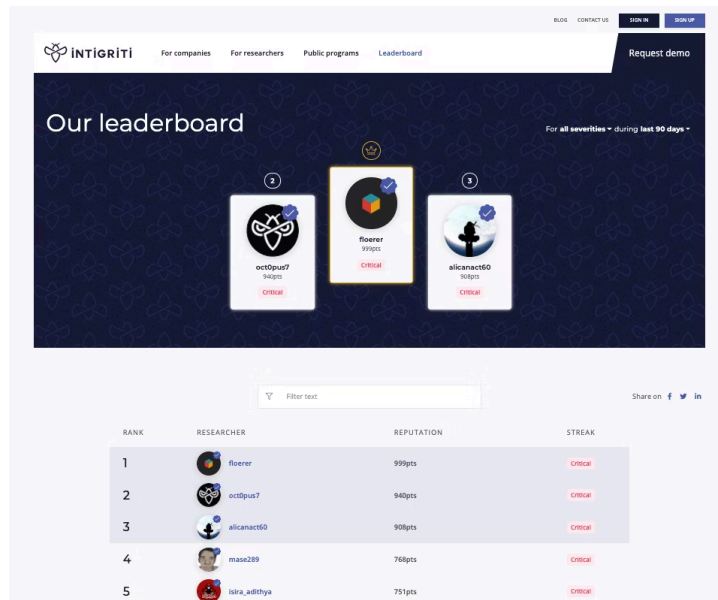 BLOG CONTACT US SIGN IN SIGN UP
iNTiGRiTi For companies For researchers Public programs Leaderboard Request demo
Our leaderboard
For all severities during last 90 days
2
3
floerer
999pts
Critical
oct0pus7
940pts
Critical
alicanact60
908pts
Critical
Filter text
Share on f in
RANK RESEARCHER REPUTATION STREAK
1 floerer 999pts Critical
2 oct0pus7 940pts Critical
3 alicanact60 908pts Critical
4 mase289 768pts Critical
5 isira_adithya 751pts Critical